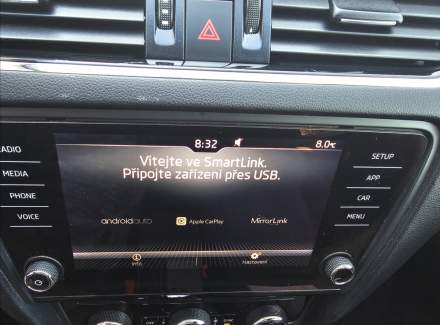 8:32 8.0°C
RADIO SETUP
Vítejte ve SmartLink.
MEDIA Připojte zařízení přes USB. APP
PHONE CAR
VOICE androidauto Apple CarPlay MirrorLink MENU
Info Nastavení